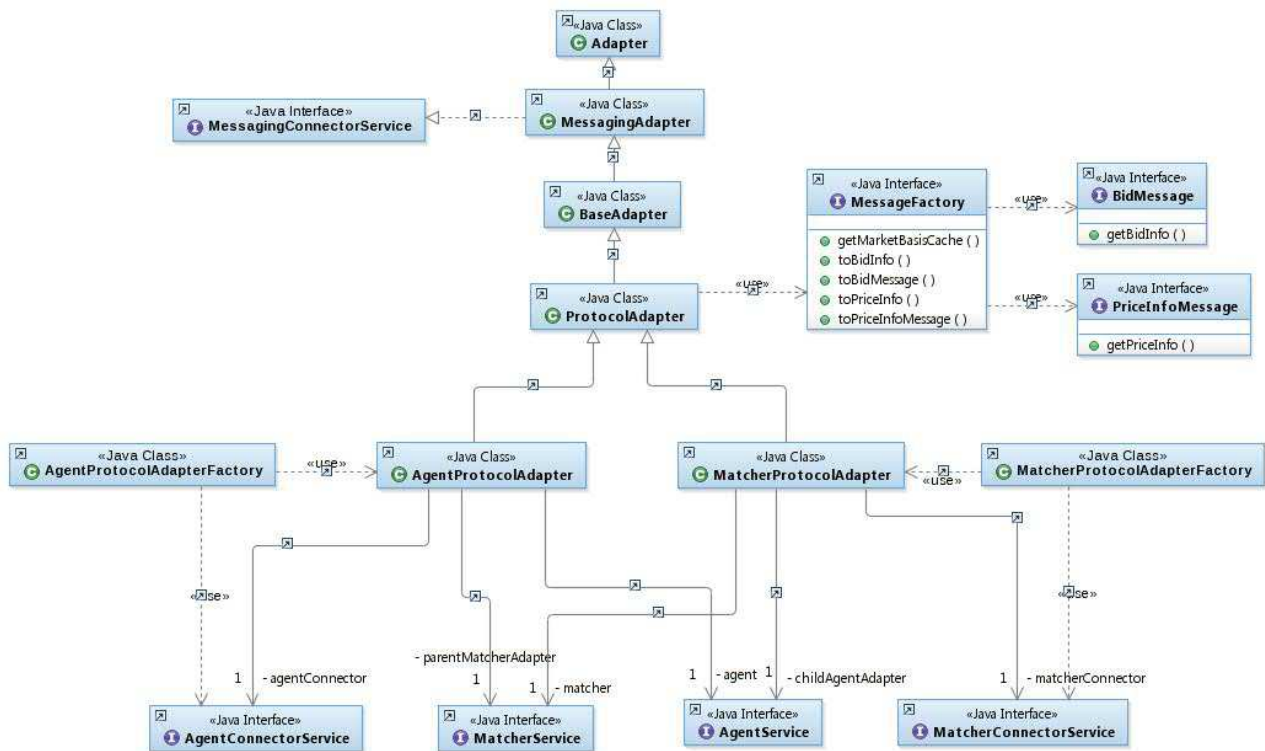 «Java Class»
Adapter
«Java Interface»
MessagingConnectorService
«Java Class»
MessagingAdapter
«Java Class»
BaseAdapter
«Java Interface»
MessageFactory
getMarketBasisCache ( )
toBidInfo ( )
toBidMessage ( )
toPriceInfo ( )
toPriceInfoMessage ( )
«use»
«Java Interface»
BidMessage
getBidInfo ( )
«Java Class»
ProtocolAdapter
«use»
«use»
«Java Interface»
PriceInfoMessage
getPriceInfo ( )
«Java Class»
AgentProtocolAdapterFactory
«use»
«Java Class»
AgentProtocolAdapter
«Java Class»
MatcherProtocolAdapter
«use»
«Java Class»
MatcherProtocolAdapterFactory
«use»
«use»
- parentMatcherAdapter
1
- agentConnector
1
1
- matcher
1
- agent
1
- childAgentAdapter
1
- matcherConnector
«Java Interface»
AgentConnectorService
«Java Interface»
MatcherService
«Java Interface»
AgentService
«Java Interface»
MatcherConnectorService